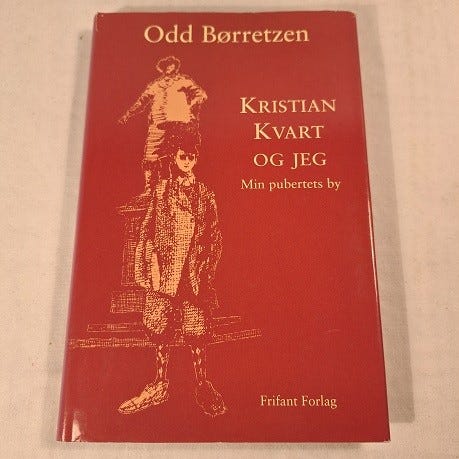 Odd Børretzen
KRISTIAN
KVART
OG JEG
Min pubertets by
Frifant Forlag